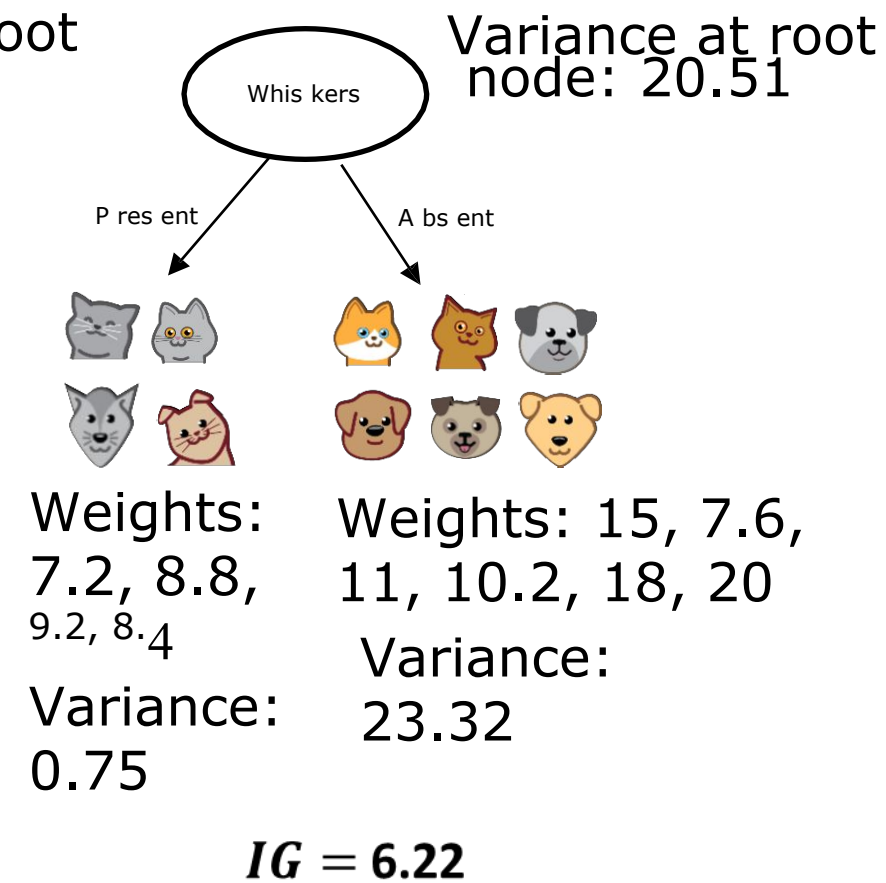 oot
Variance at root
node: 20.51
Whis kers
P res ent
A bs ent
Weights:
7.2, 8.8,
9.2, 8.4
Variance:
0.75
Weights: 15, 7.6,
11, 10.2, 18, 20
Variance:
23.32
IG = 6.22